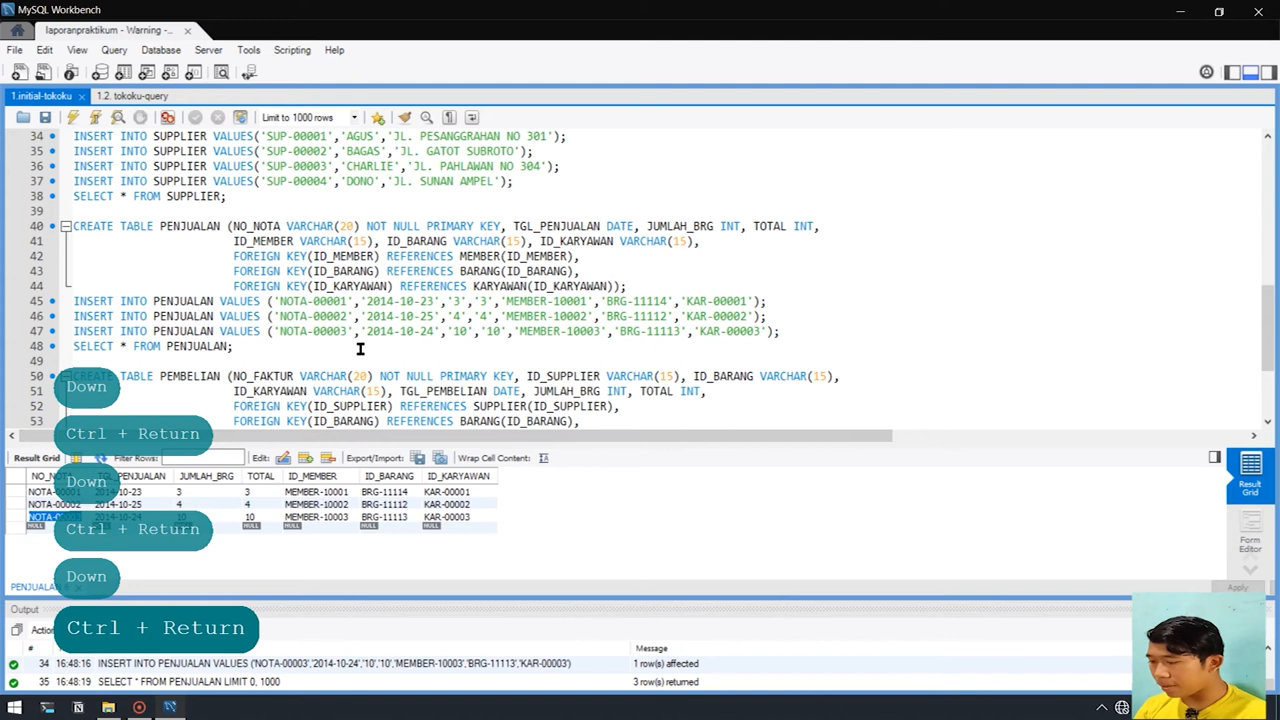 MySQL Workbench
laporanpraktikum - Warning -...
File Edit View Query Database Server Tools Scripting Help
1.initial-tokoku 1.2. tokoku-query
Limit to 1000 rows
34 INSERT INTO SUPPLIER VALUES('SUP-00001','AGUS','JL. PESANGGRAHAN NO 301');
35 INSERT INTO SUPPLIER VALUES('SUP-00002','BAGAS','JL. GATOT SUBROTO');
36 INSERT INTO SUPPLIER VALUES('SUP-00003','CHARLIE','JL. PAHLAWAN NO 304');
37 INSERT INTO SUPPLIER VALUES('SUP-00004','DONO','JL. SUNAN AMPEL');
38 SELECT * FROM SUPPLIER;
39
40 CREATE TABLE PENJUALAN (NO_NOTA VARCHAR(20) NOT NULL PRIMARY KEY, TGL_PENJUALAN DATE, JUMLAH_BRG INT, TOTAL INT,
41 ID_MEMBER VARCHAR(15), ID_BARANG VARCHAR(15), ID_KARYAWAN VARCHAR(15),
42 FOREIGN KEY(ID_MEMBER) REFERENCES MEMBER(ID_MEMBER),
43 FOREIGN KEY(ID_BARANG) REFERENCES BARANG(ID_BARANG),
44 FOREIGN KEY(ID_KARYAWAN) REFERENCES KARYAWAN(ID_KARYAWAN));
45 INSERT INTO PENJUALAN VALUES ('NOTA-00001','2014-10-23','3','3','MEMBER-10001','BRG-11114','KAR-00001');
46 INSERT INTO PENJUALAN VALUES ('NOTA-00002','2014-10-25','4','4','MEMBER-10002','BRG-11112','KAR-00002');
47 INSERT INTO PENJUALAN VALUES ('NOTA-00003','2014-10-24','10','10','MEMBER-10003','BRG-11113','KAR-00003');
48 SELECT * FROM PENJUALAN;
49
50 CREATE TABLE PEMBELIAN (NO_FAKTUR VARCHAR(20) NOT NULL PRIMARY KEY, ID_SUPPLIER VARCHAR(15), ID_BARANG VARCHAR(15),
51 ID_KARYAWAN VARCHAR(15), TGL_PEMBELIAN DATE, JUMLAH_BRG INT, TOTAL INT,
52 FOREIGN KEY(ID_SUPPLIER) REFERENCES SUPPLIER(ID_SUPPLIER),
53 FOREIGN KEY(ID_BARANG) REFERENCES BARANG(ID_BARANG),
Down
Ctrl + Return
Down
Ctrl + Return
Down
Ctrl + Return
Result Grid Filter Rows: Edit: Export/Import: Wrap Cell Content:
JUMLAH_BRG TOTAL ID_MEMBER ID_BARANG ID_KARYAWAN
NOTA-00001 2014-10-23 3 3 MEMBER-10001 BRG-11114 KAR-00001
NOTA-00002 2014-10-25 4 4 MEMBER-10002 BRG-11112 KAR-00002
10 MEMBER-10003 BRG-11113 KAR-00003
NULL NULL NULL NULL NULL NULL NULL
Result Grid
Form Editor
PENJUALAN
Apply
Output
# Message
34 16:48:16 INSERT INTO PENJUALAN VALUES ('NOTA-00003','2014-10-24','10','10','MEMBER-10003','BRG-11113','KAR-00003') 1 row(s) affected
35 16:48:19 SELECT * FROM PENJUALAN LIMIT 0, 1000 3 row(s) returned